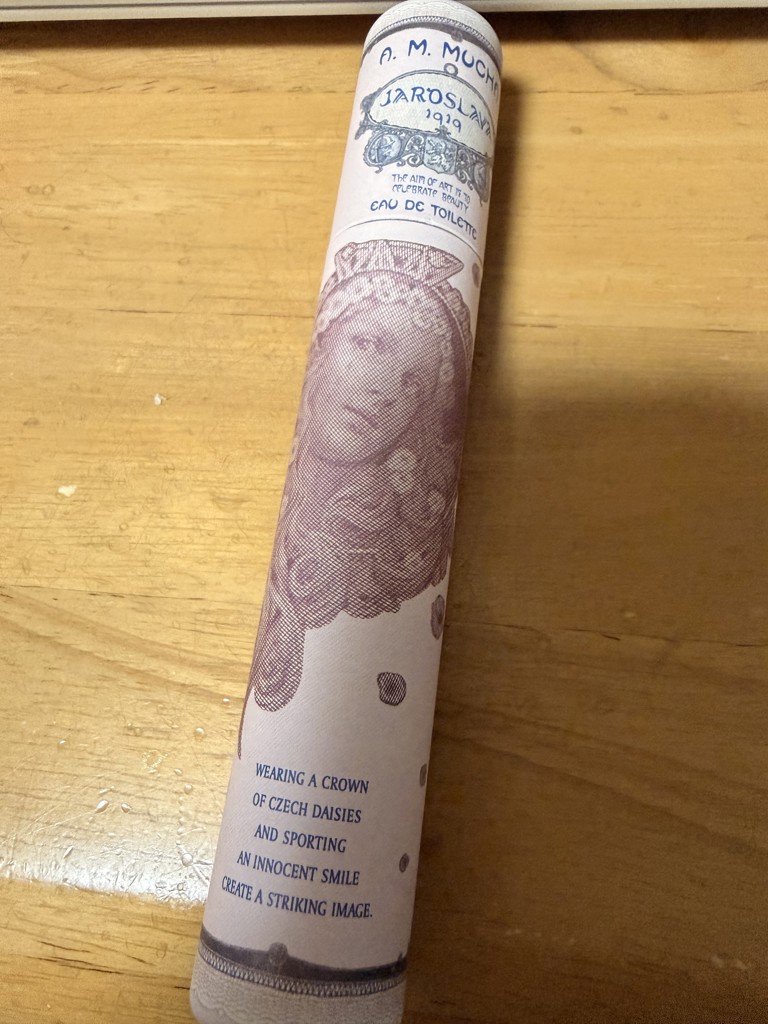 A. M. MUCHA
JAROSLAVA
1919
THE AIM OF ART IS TO
CELEBRATE BEAUTY
EAU DE TOILETTE
WEARING A CROWN
OF CZECH DAISIES
AND SPORTING
AN INNOCENT SMILE
CREATE A STRIKING IMAGE.